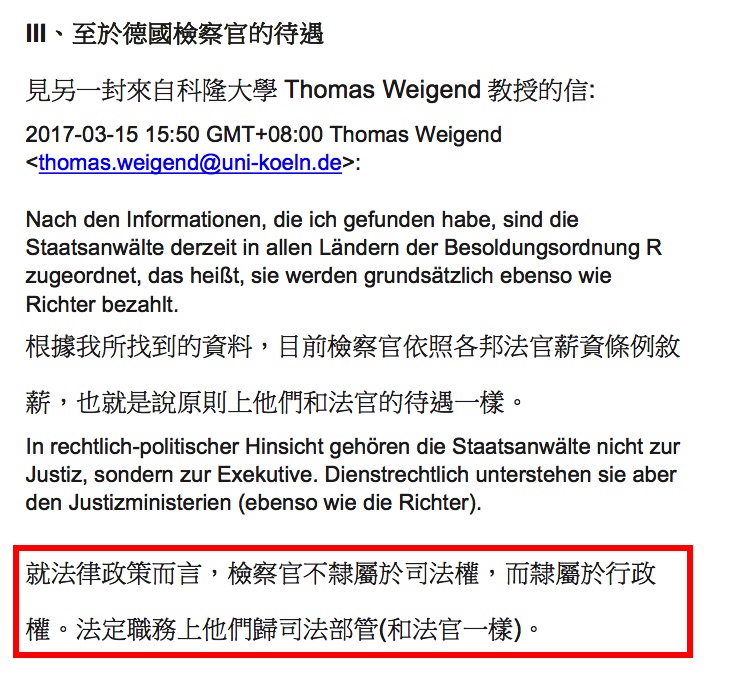 III、至於德國檢察官的待遇
見另一封來自科隆大學 Thomas Weigend 教授的信:
2017-03-15 15:50 GMT+08:00 Thomas Weigend
<thomas.weigend@uni-koeln.de>:
Nach den Informationen, die ich gefunden habe, sind die
Staatsanwälte derzeit in allen Ländern der Besoldungsordnung R
zugeordnet, das heißt, sie werden grundsätzlich ebenso wie
Richter bezahlt.
根據我所找到的資料，目前檢察官依照各邦法官薪資條例敘
薪，也就是說原則上他們和法官的待遇一樣。
In rechtlich-politischer Hinsicht gehören die Staatsanwälte nicht zur
Justiz, sondern zur Exekutive. Dienstrechtlich unterstehen sie aber
den Justizministerien (ebenso wie die Richter).
就法律政策而言，檢察官不隸屬於司法權，而隸屬於行政
權。法定職務上他們歸司法部管(和法官一樣)。